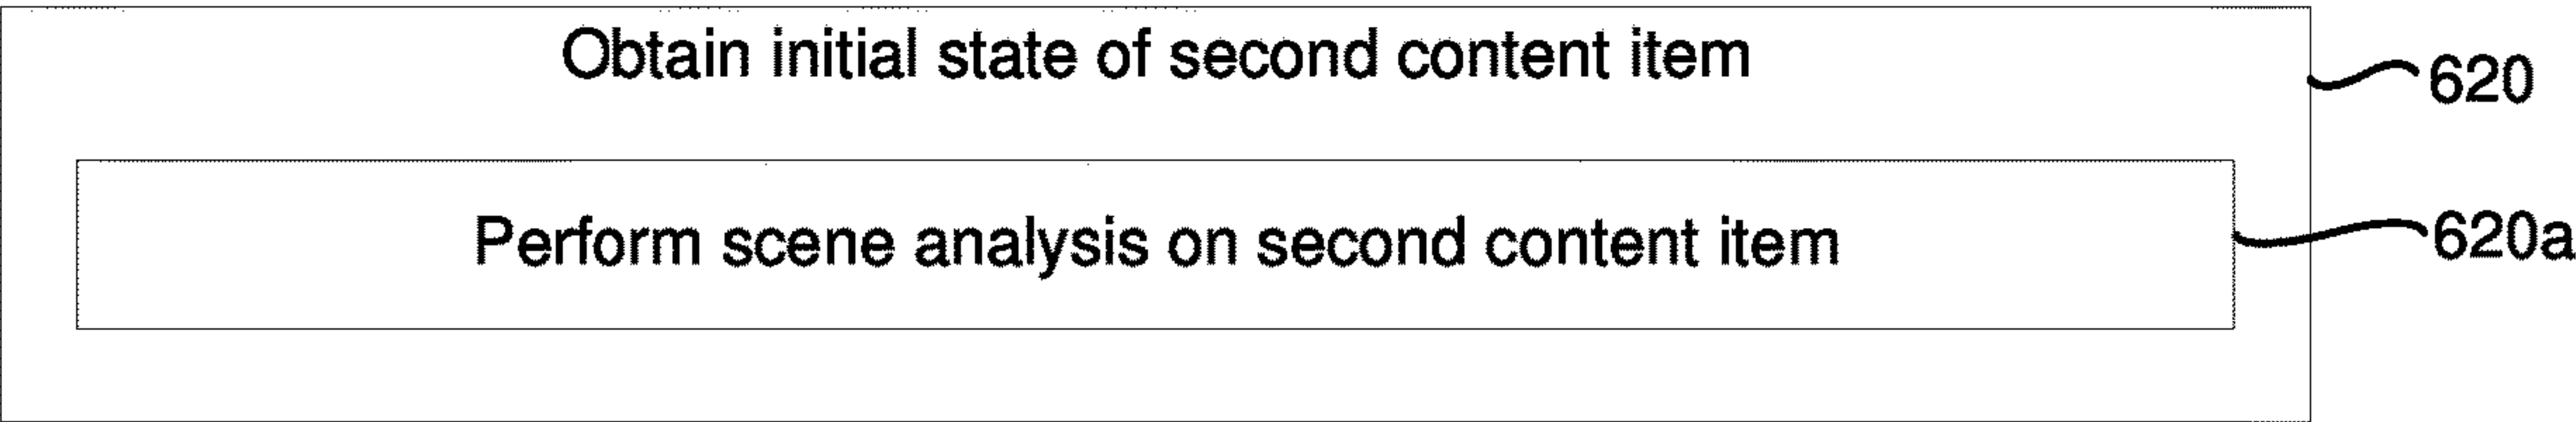 Obtain initial state of second content item
620
Perform scene analysis on second content item
620a